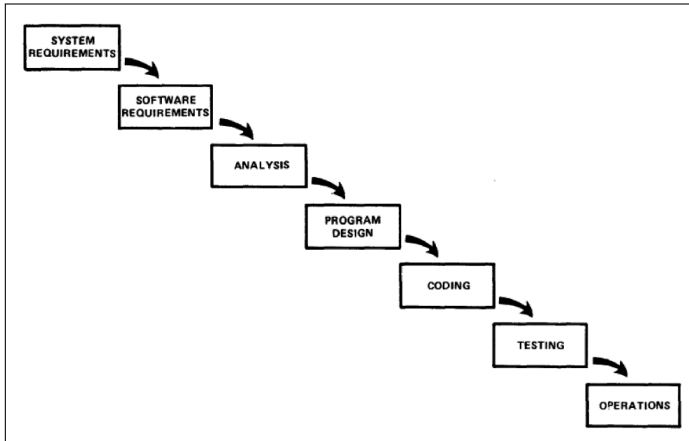 SYSTEM
REQUIREMENTS
SOFTWARE
REQUIREMENTS
ANALYSIS
PROGRAM
DESIGN
CODING
TESTING
OPERATIONS